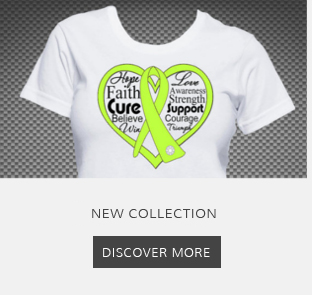 Hope Love
Faith Awareness
Cure Strength
Believe Support
Win Courage
Triumph
NEW COLLECTION
DISCOVER MORE